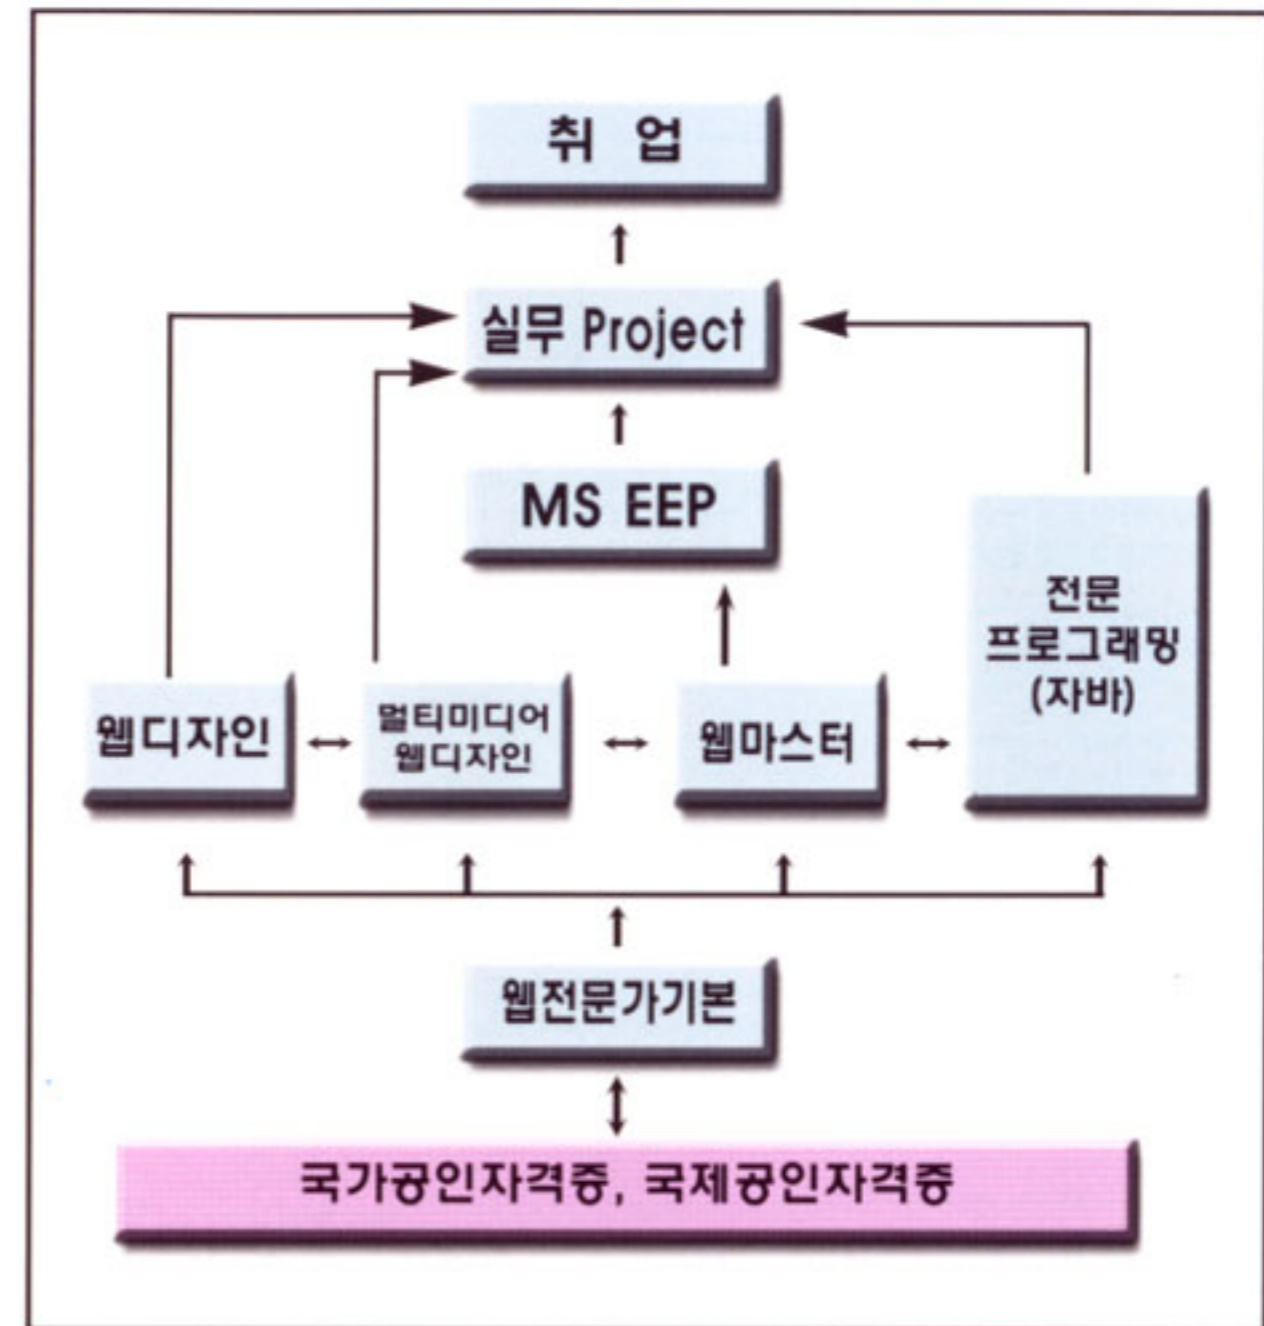 취 업
실무 Project
MS EEP
전문
프로그래밍
(자바)
웹디자인
멀티미디어
웹디자인
웹마스터
웹전문가기본
국가공인자격증, 국제공인자격증